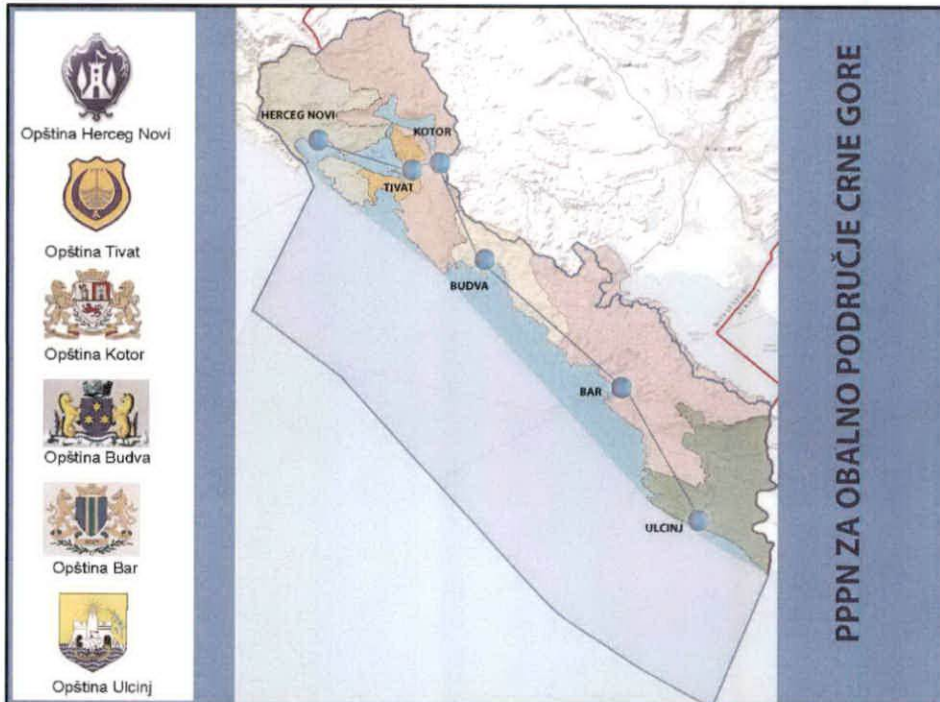 Opština Herceg Novi
Opština Tivat
Opština Kotor
Opština Budva
Opština Bar
Opština Ulcinj
HERCEG NOVI
KOTOR
TIVAT
BUDVA
BAR
ULCINJ
PPPN ZA OBALNO PODRUČJE CRNE GORE